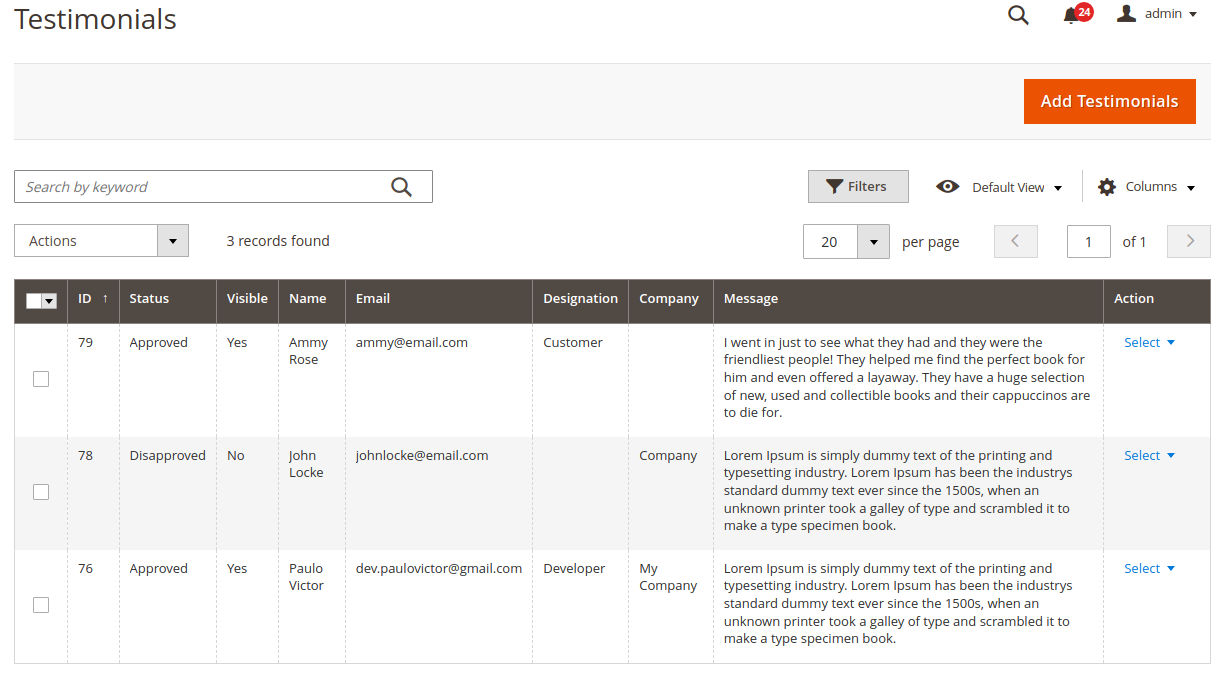 Testimonials
24
admin
Add Testimonials
Search by keyword
Filters
Default View
Columns
Actions
3 records found
20
per page
1
of 1
ID ↑ Status Visible Name Email Designation Company Message Action
79 Approved Yes Ammy ammy@email.com Customer I went in just to see what they had and they were the Select
Rose friendliest people! They helped me find the perfect book for
him and even offered a layaway. They have a huge selection
of new, used and collectible books and their cappuccinos are
to die for.
78 Disapproved No John johnlocke@email.com Company Lorem Ipsum is simply dummy text of the printing and Select
Locke typesetting industry. Lorem Ipsum has been the industrys
standard dummy text ever since the 1500s, when an
unknown printer took a galley of type and scrambled it to
make a type specimen book.
76 Approved Yes Paulo dev.paulovictor@gmail.com Developer My Lorem Ipsum is simply dummy text of the printing and Select
Victor Company typesetting industry. Lorem Ipsum has been the industrys
standard dummy text ever since the 1500s, when an
unknown printer took a galley of type and scrambled it to
make a type specimen book.